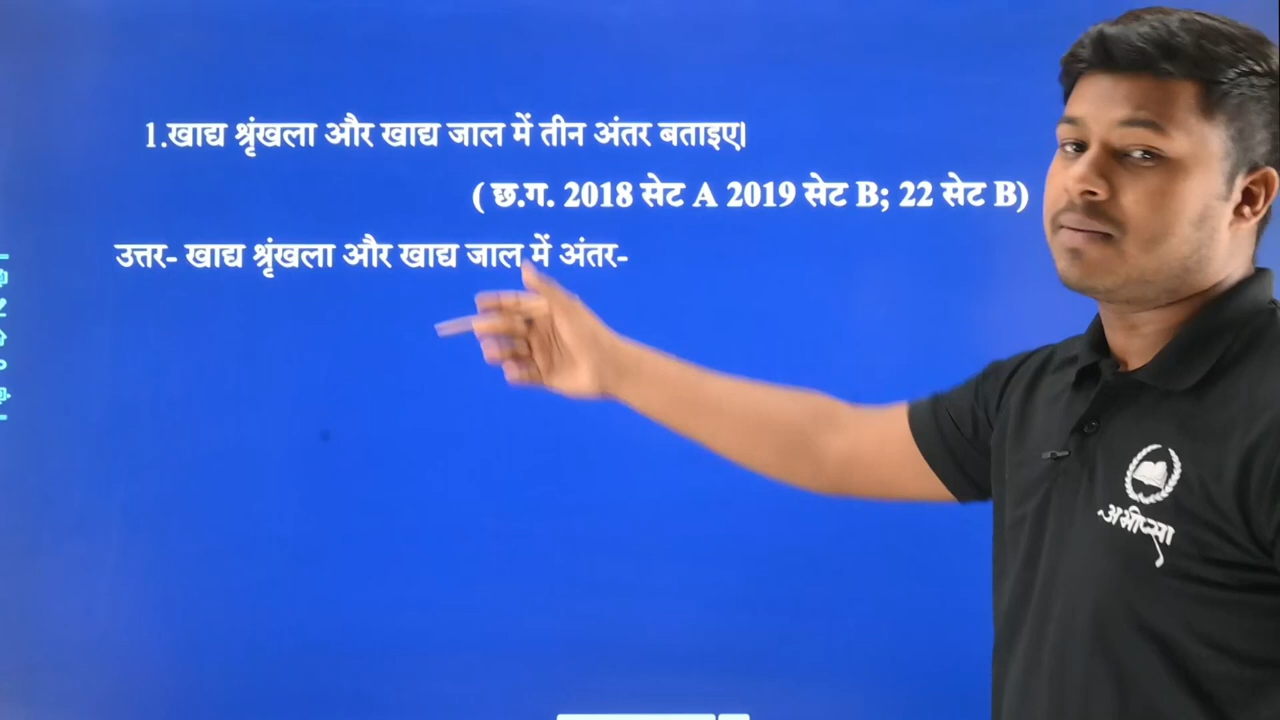 1.खाद्य श्रृंखला और खाद्य जाल में तीन अंतर बताइए।
( छ.ग. 2018 सेट A 2019 सेट B; 22 सेट B)
उत्तर- खाद्य श्रृंखला और खाद्य जाल में अंतर-
अभीप्सा